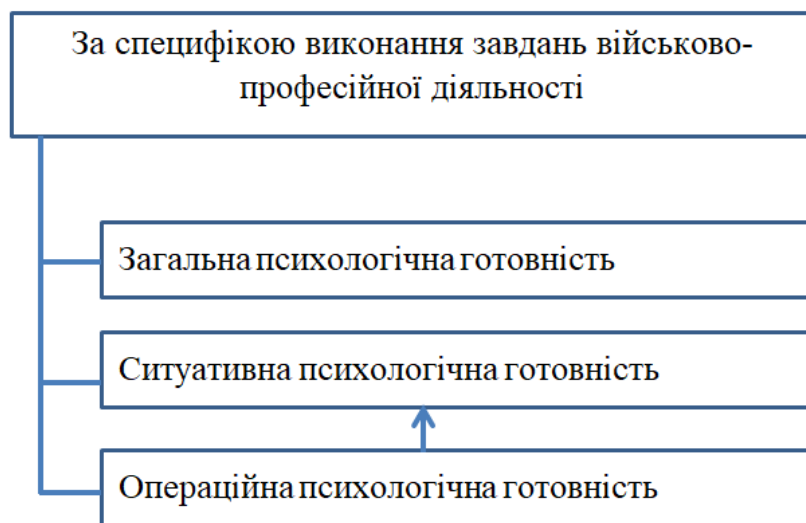 За специфікою виконання завдань військово-
професійної діяльності
Загальна психологічна готовність
Ситуативна психологічна готовність
Операційна психологічна готовність